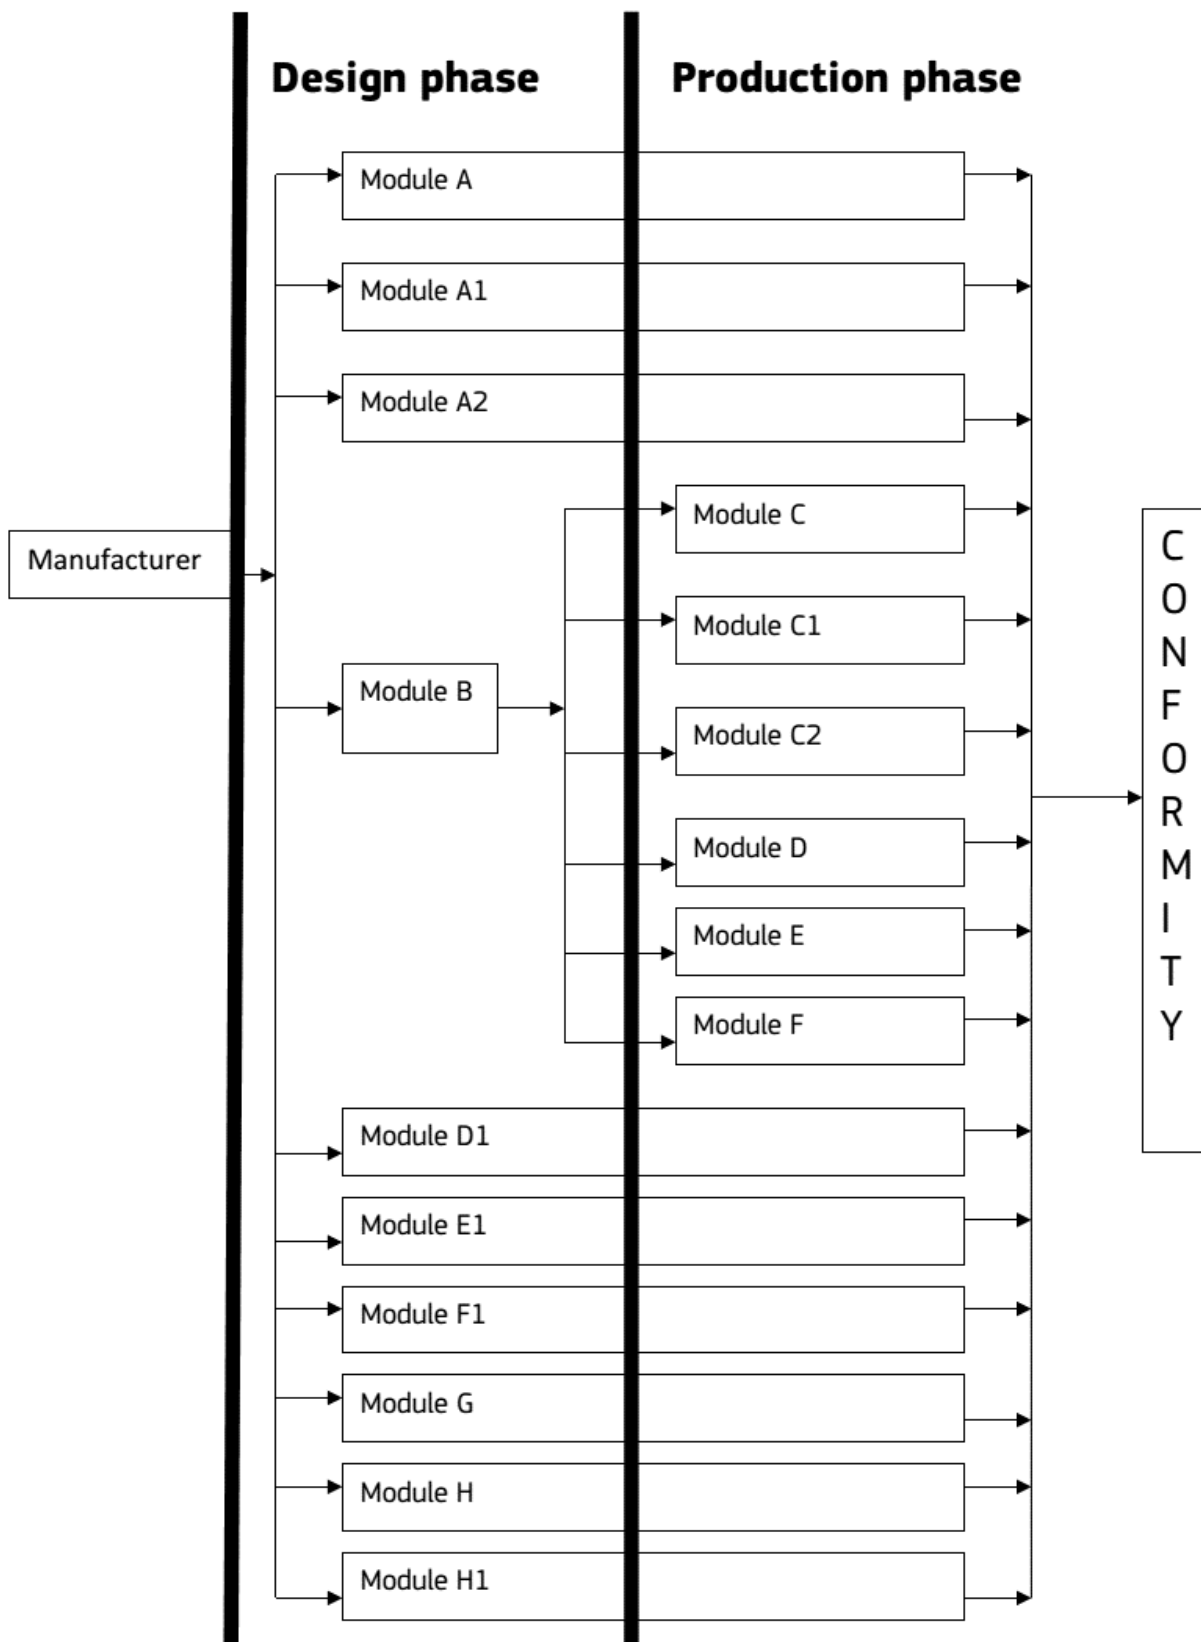 Design phase
Production phase
Module A
Module A1
Module A2
Module C
Manufacturer
Module C1
Module B
Module C2
Module D
Module E
Module F
Module D1
Module E1
Module F1
Module G
Module H
Module H1
C
O
N
F
O
R
M
I
T
Y